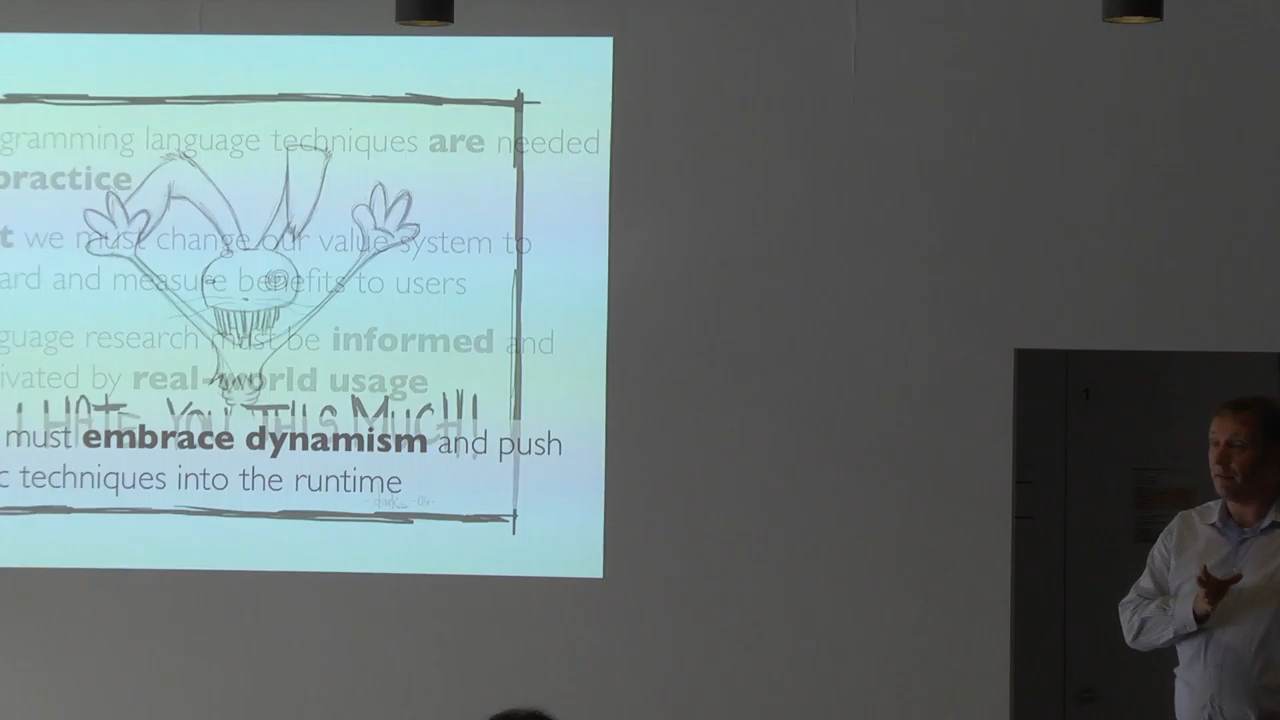 gramming language techniques are needed
practice
t we must change our value system to
ard and measure benefits to users
guage research must be informed and
ivated by real-world usage
I HATE YOU THIS MUCH!!
must embrace dynamism and push
c techniques into the runtime
1